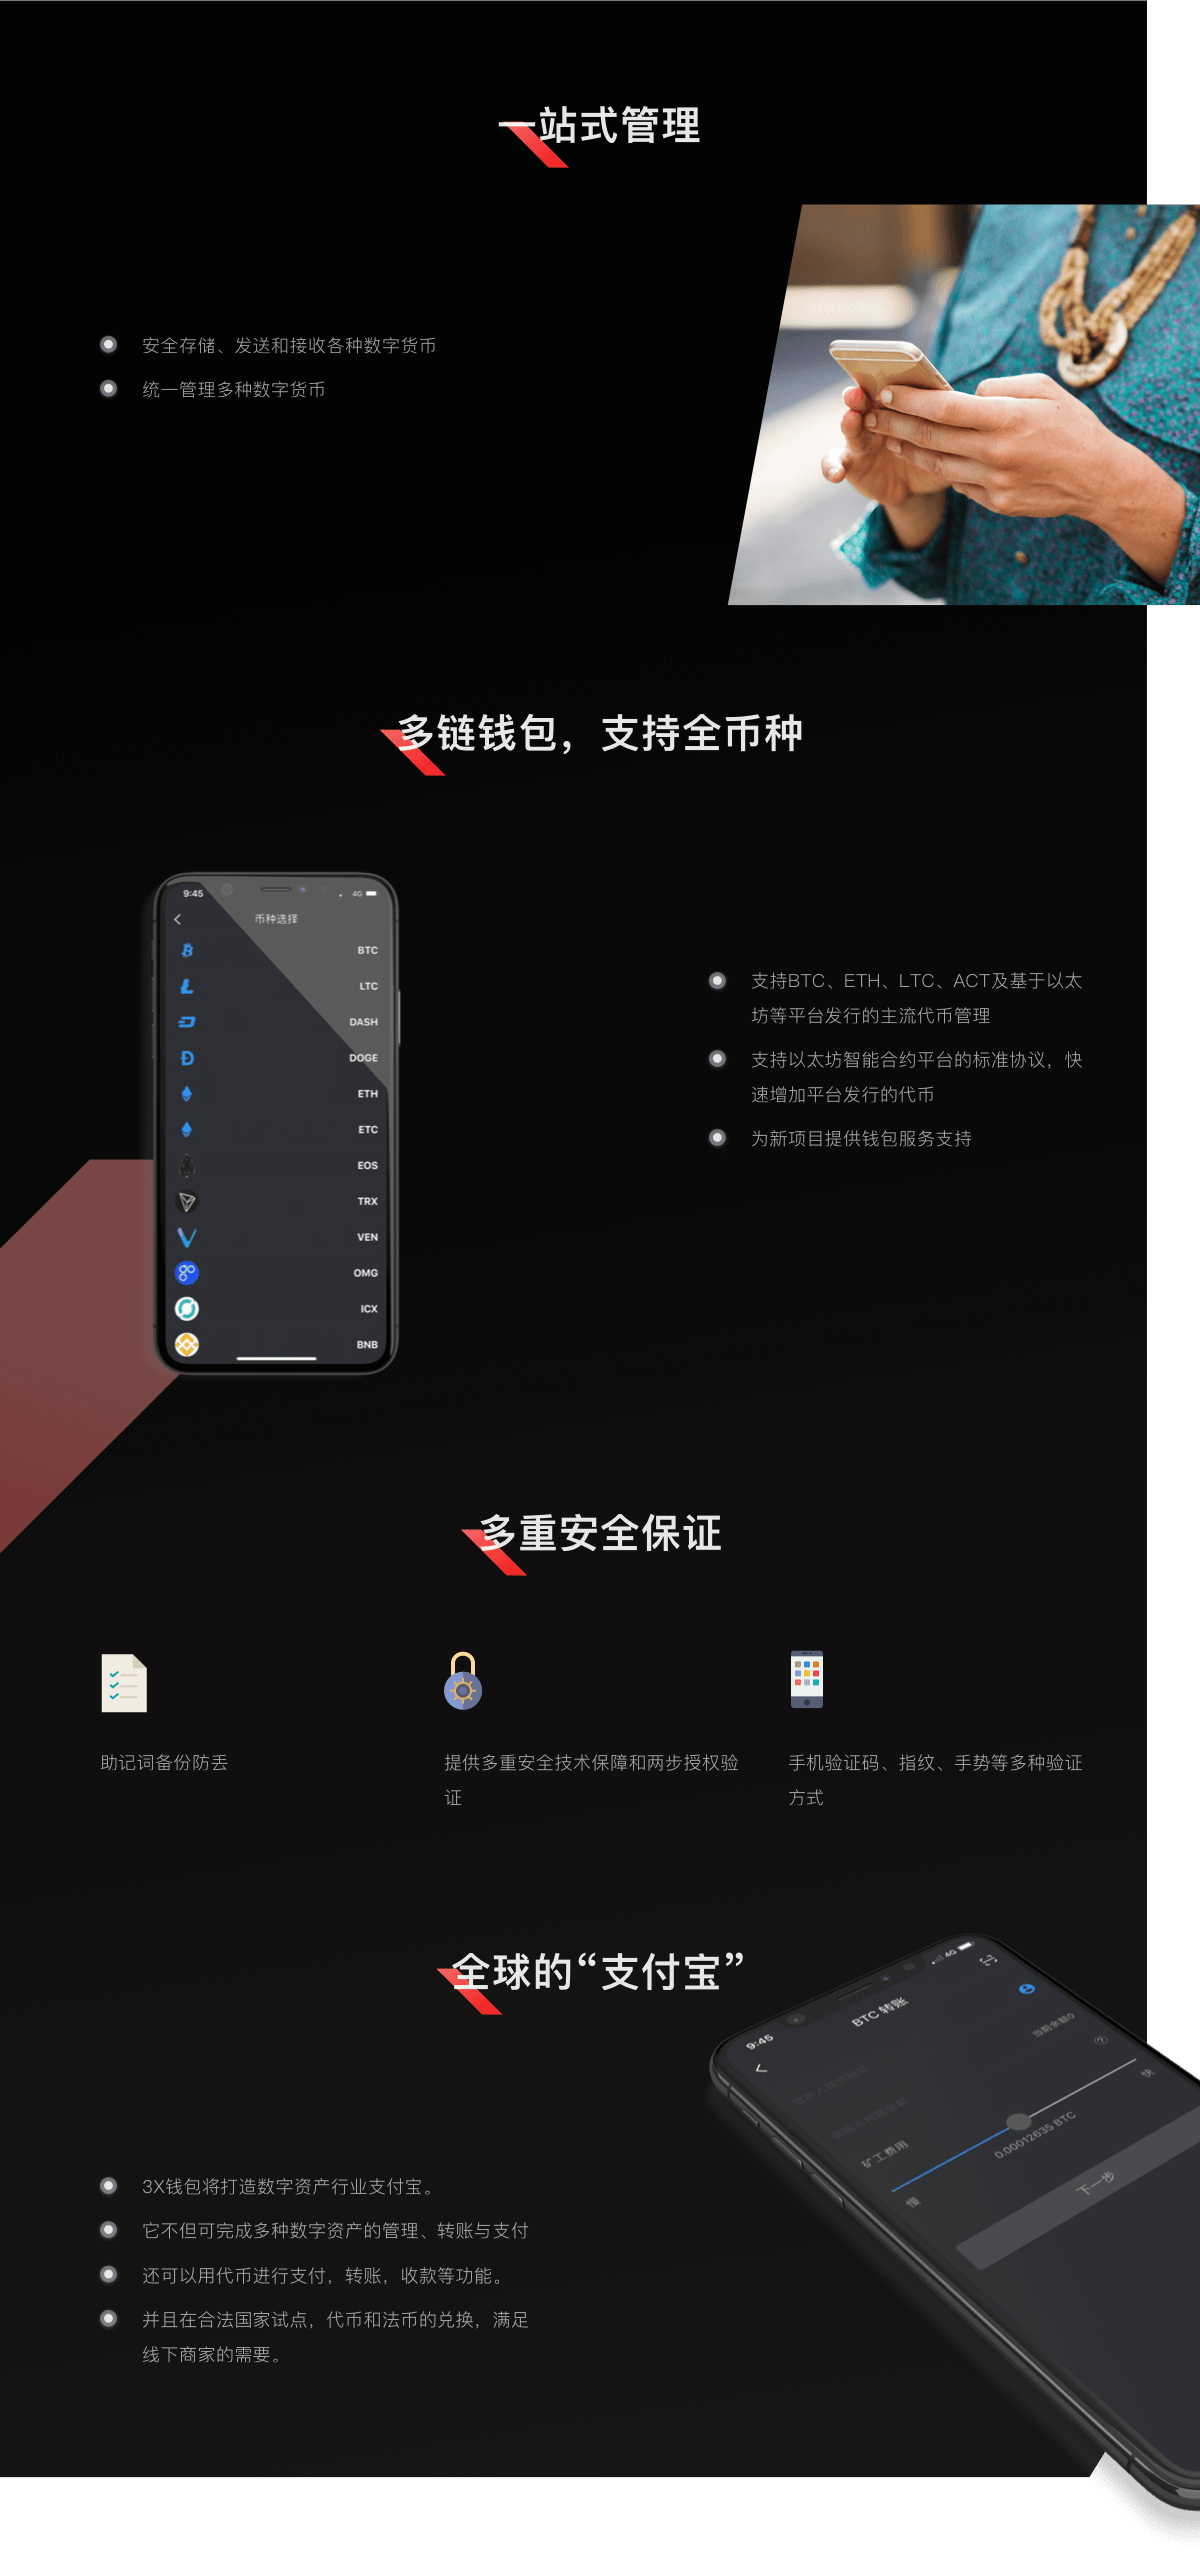 一站式管理
安全存储、发送和接收各种数字货币
统一管理多种数字货币
多链钱包，支持全币种
9:45
4G
币种选择
BTC
LTC
DASH
DOGE
ETH
ETC
EOS
TRX
VEN
OMG
ICX
BNB
支持BTC、ETH、LTC、ACT及基于以太
坊等平台发行的主流代币管理
支持以太坊智能合约平台的标准协议，快
速增加平台发行的代币
为新项目提供钱包服务支持
多重安全保证
助记词备份防丢
提供多重安全技术保障和两步授权验
证
手机验证码、指纹、手势等多种验证
方式
全球的“支付宝”
9:45
4G
BTC 转账
当前余额0
矿工费用
慢
快
0.00012635 BTC
下一步
3X钱包将打造数字资产行业支付宝。
它不但可完成多种数字资产的管理、转账与支付
还可以用代币进行支付，转账，收款等功能。
并且在合法国家试点，代币和法币的兑换，满足
线下商家的需要。